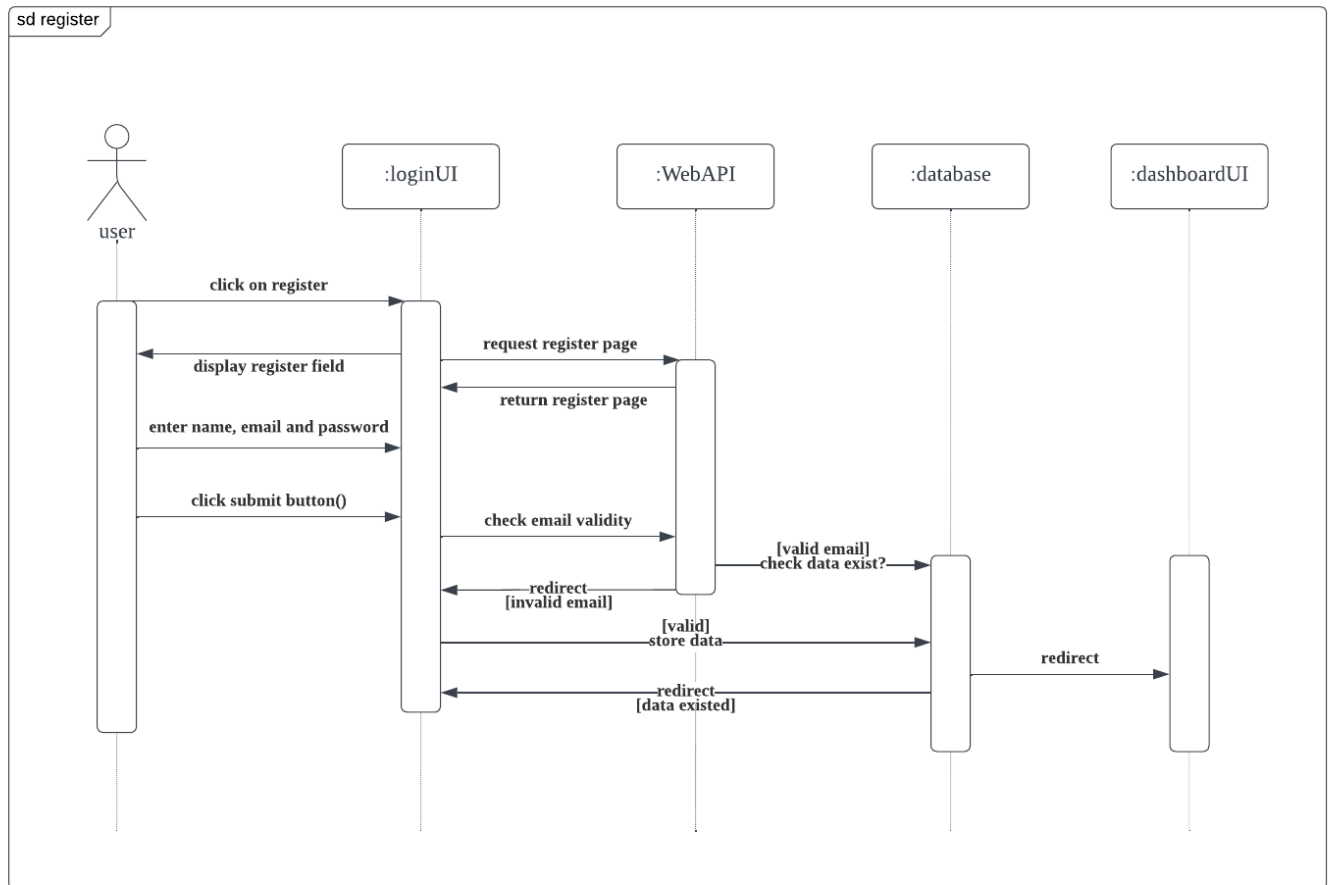 sd register
:loginUI
:WebAPI
:database
:dashboardUI
user
click on register
request register page
display register field
return register page
enter name, email and password
click submit button()
check email validity
[valid email]
check data exist?
redirect
[invalid email]
[valid]
store data
redirect
redirect
[data existed]